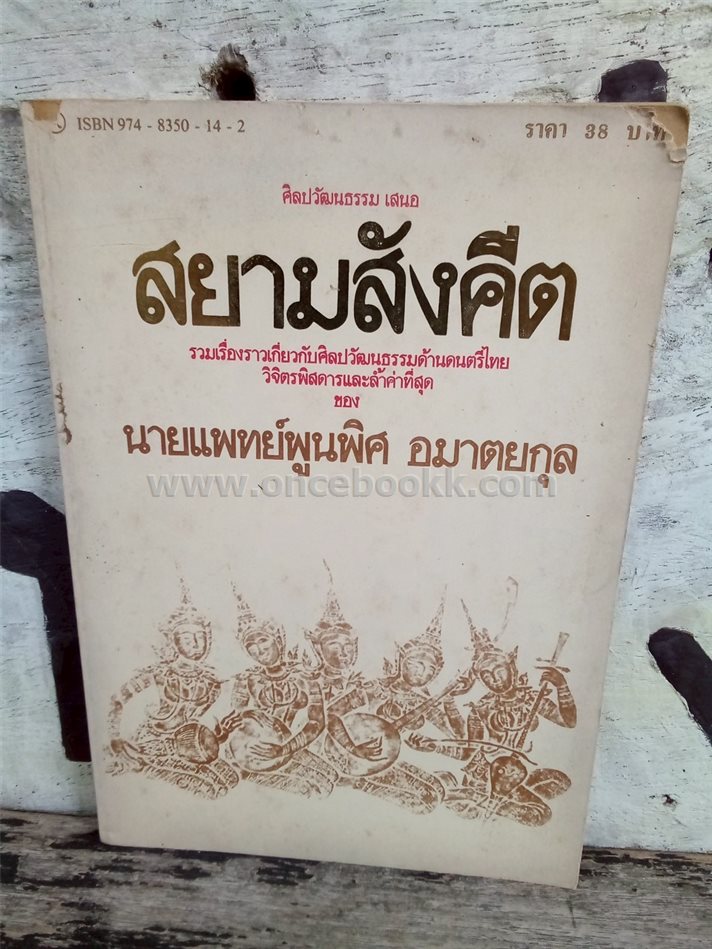 ISBN 974 - 8350 - 14 - 2
ราคา 38 บาท
ศิลปวัฒนธรรม เสนอ
สยามสังคีต
รวมเรื่องราวเกี่ยวกับศิลปวัฒนธรรมด้านดนตรีไทย
วิจิตรพิสดารและล้ำค่าที่สุด
ของ
นายแพทย์พูนพิศ อมาตยกุล
www.oncebookk.com